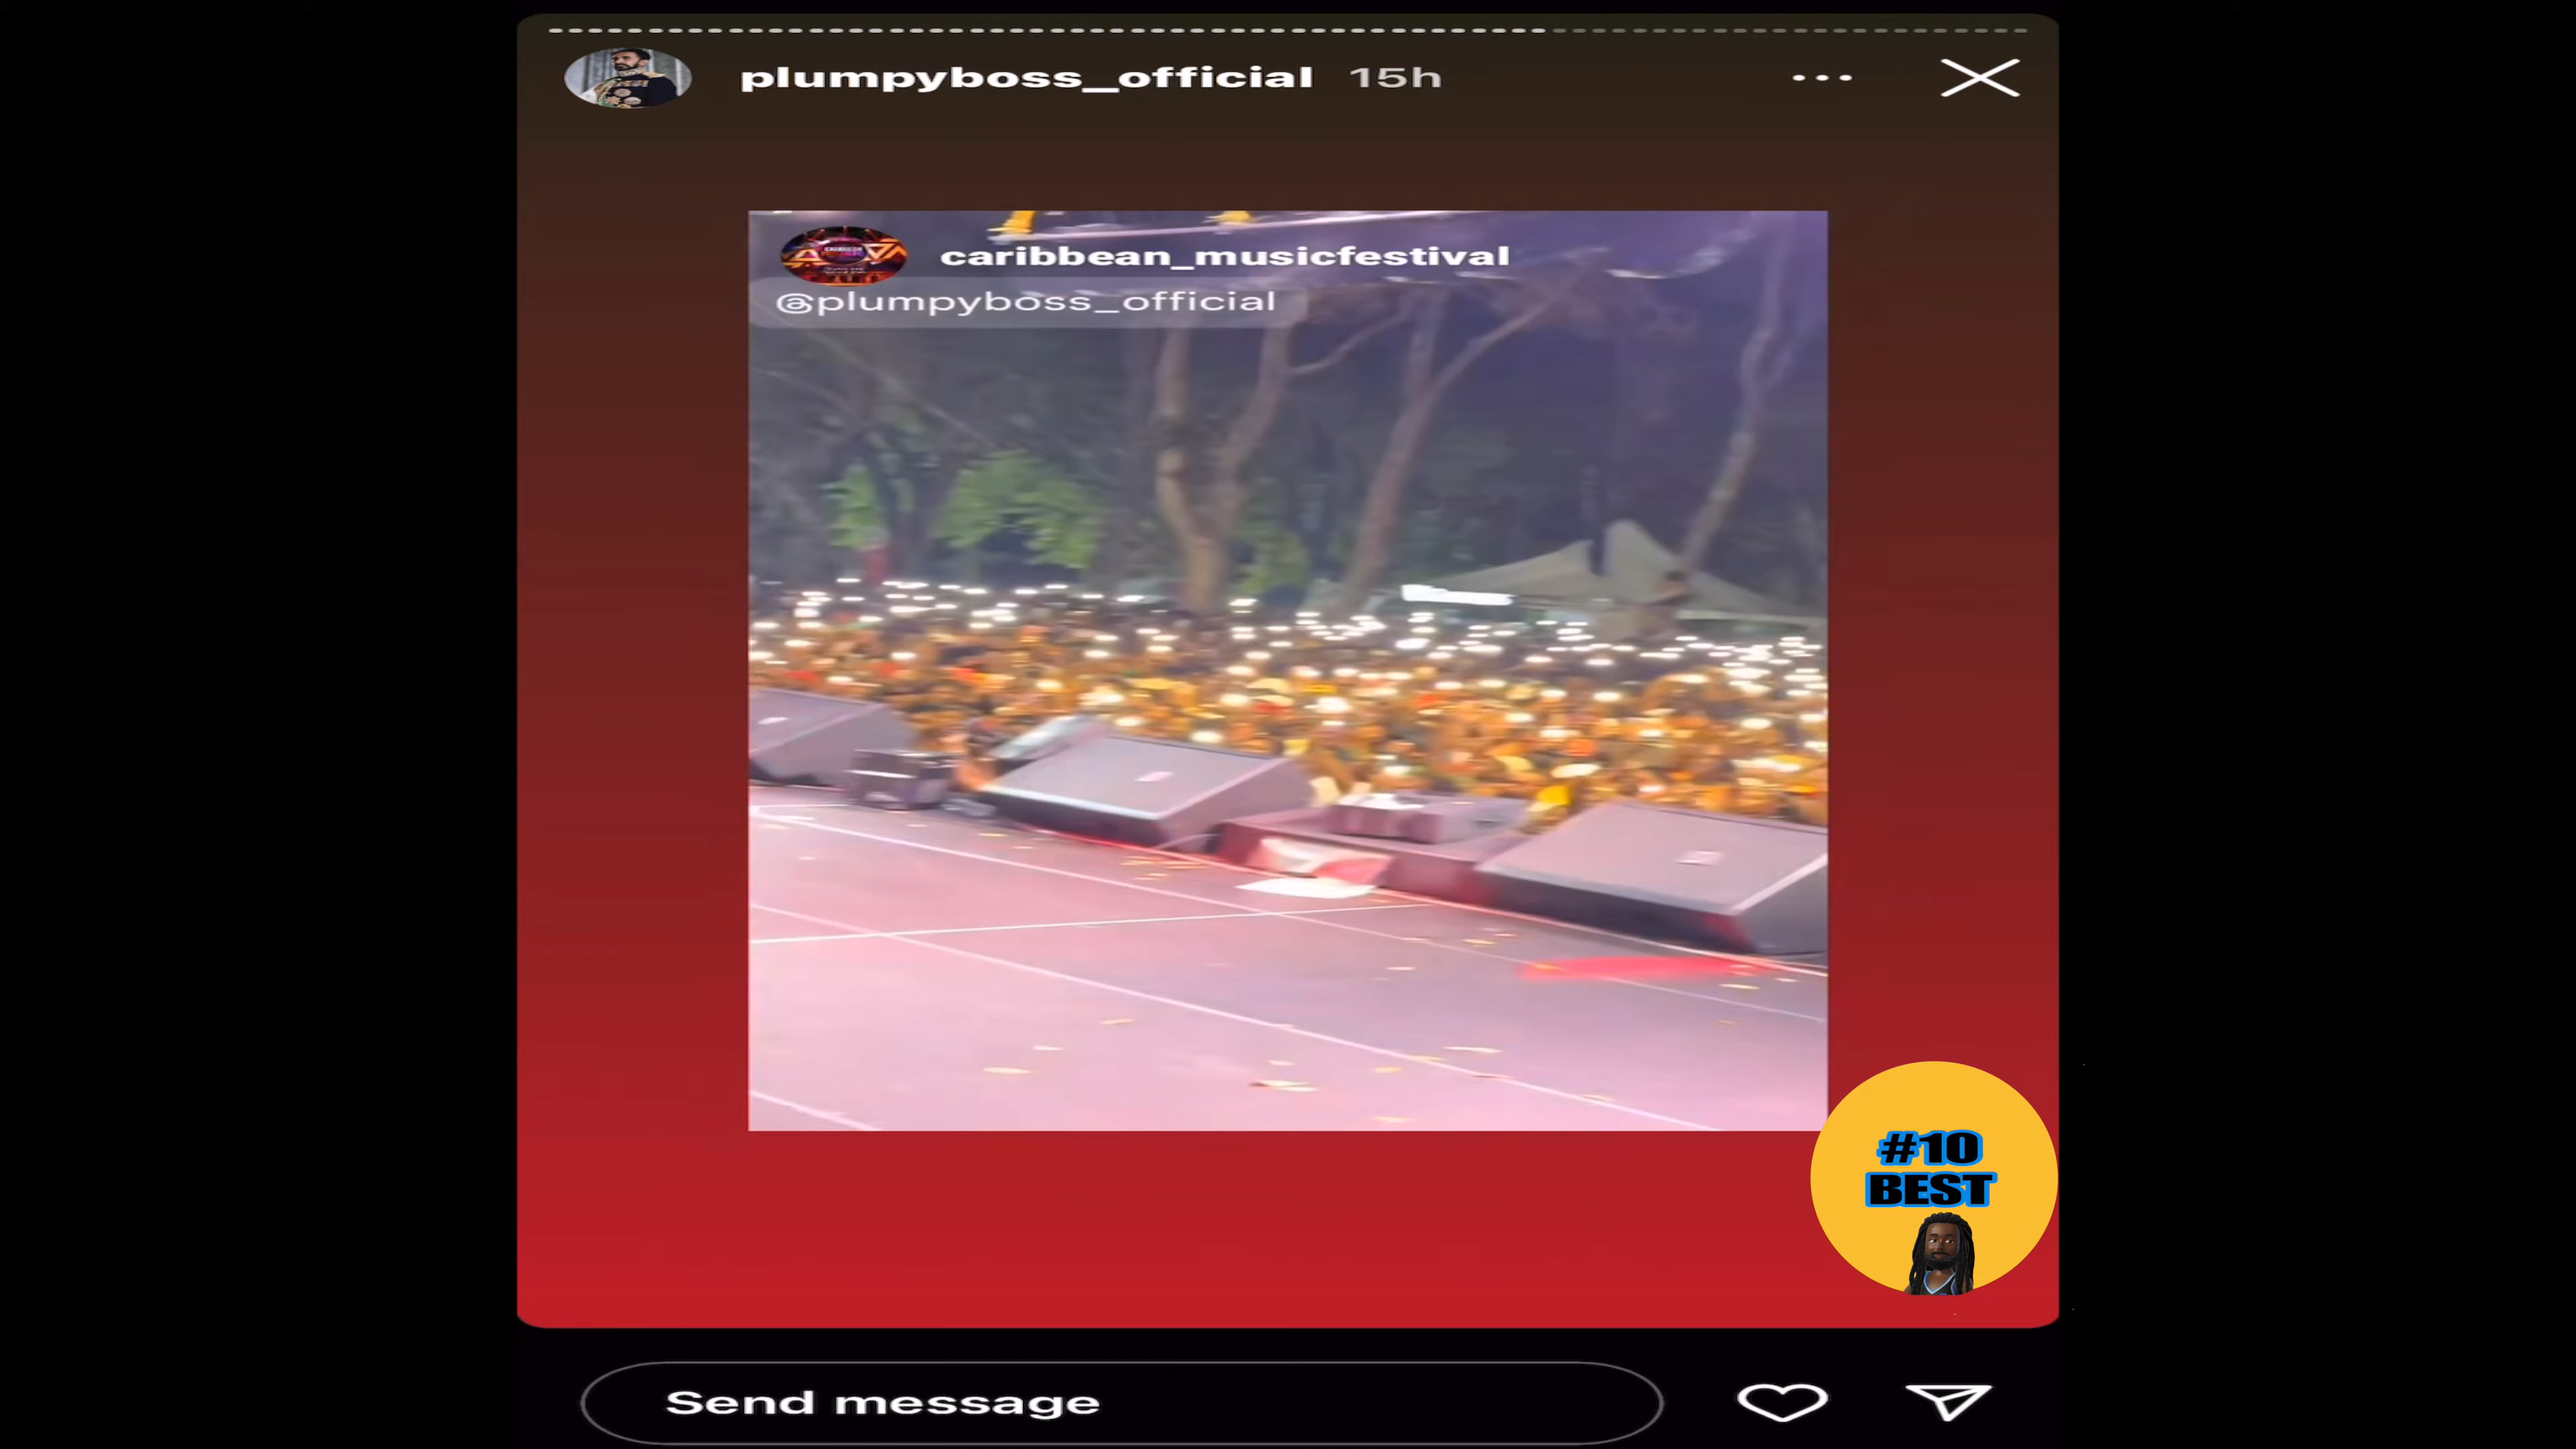 plumpyboss_official 15h
caribbean_musicfestival
@plumpyboss_official
#10
BEST
Send message